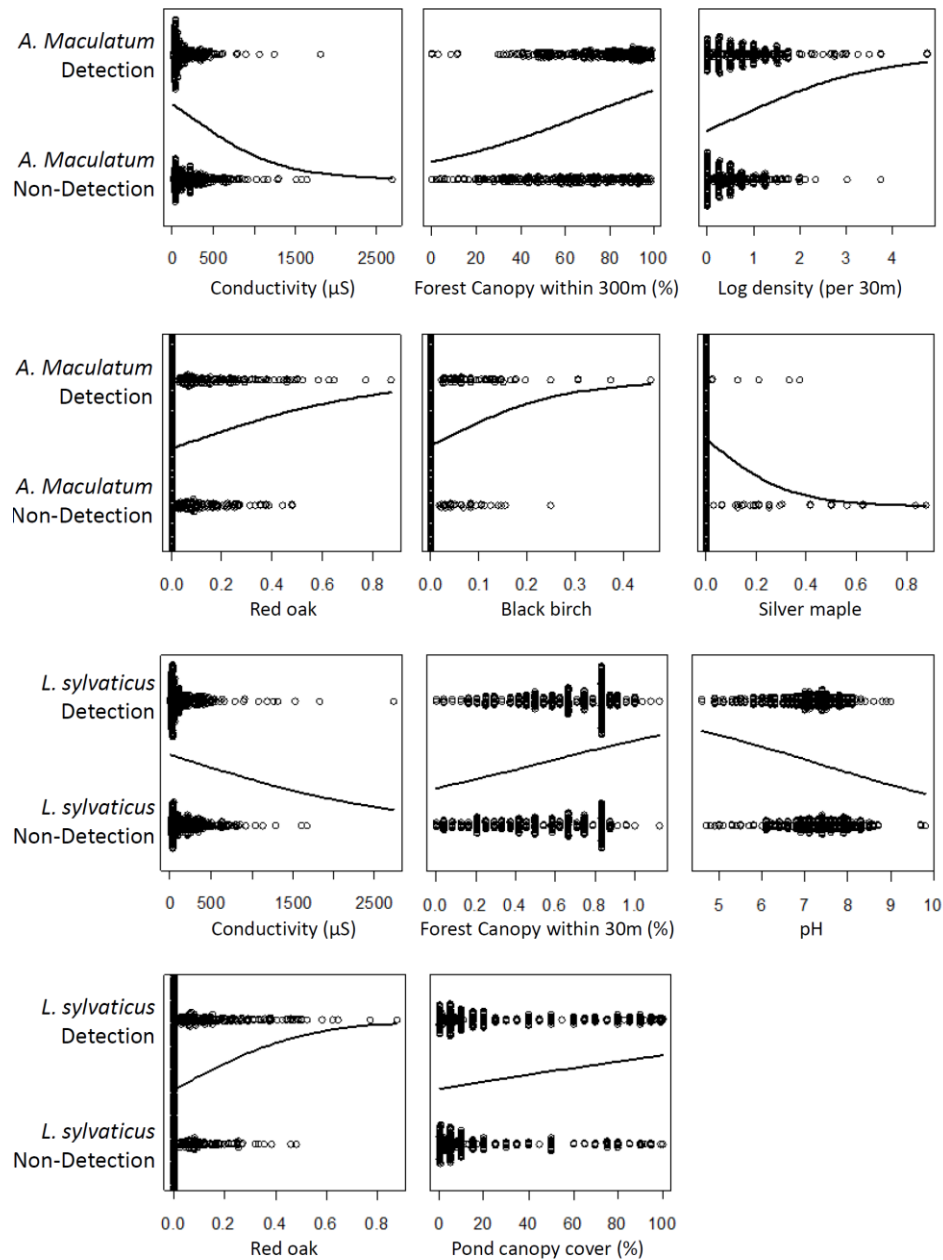 A. Maculatum
Detection
A. Maculatum
Non-Detection
0 500 1500 2500
Conductivity (µS)
0 20 40 60 80 100
Forest Canopy within 300m (%)
0 1 2 3 4
Log density (per 30m)
A. Maculatum
Detection
A. Maculatum
Non-Detection
0.0 0.2 0.4 0.6 0.8
Red oak
0.0 0.1 0.2 0.3 0.4
Black birch
0.0 0.2 0.4 0.6 0.8
Silver maple
L. sylvaticus
Detection
L. sylvaticus
Non-Detection
0 500 1500 2500
Conductivity (µS)
0.0 0.2 0.4 0.6 0.8 1.0
Forest Canopy within 30m (%)
5 6 7 8 9 10
pH
L. sylvaticus
Detection
L. sylvaticus
Non-Detection
0.0 0.2 0.4 0.6 0.8
Red oak
0 20 40 60 80 100
Pond canopy cover (%)